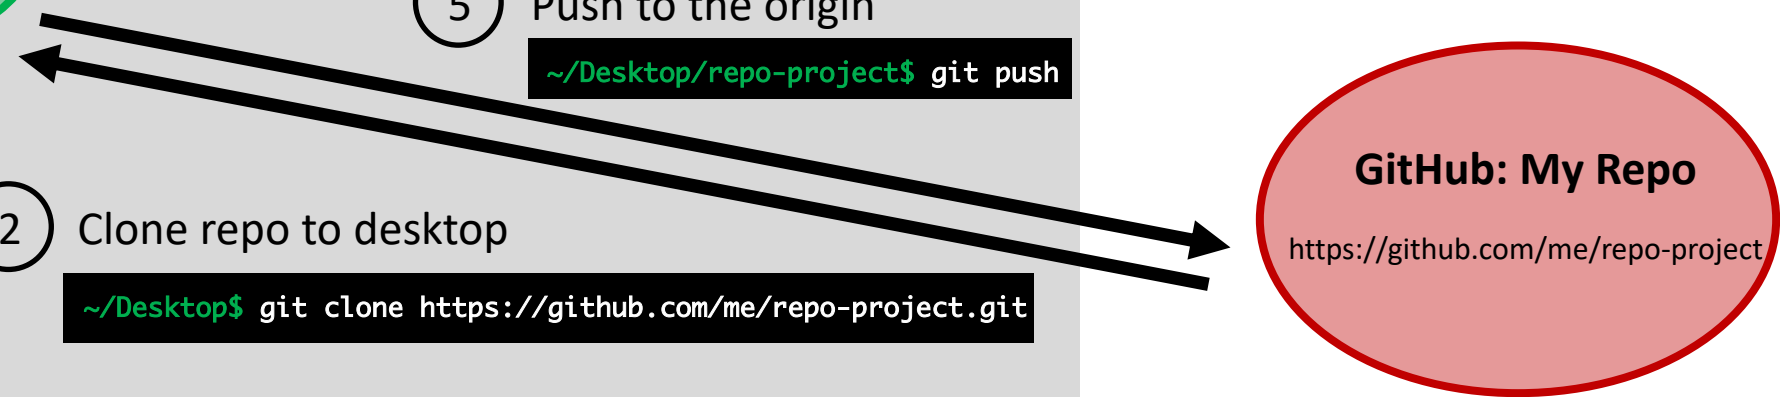 5 Push to the origin
~/Desktop/repo-project$ git push
GitHub: My Repo
https://github.com/me/repo-project
2 Clone repo to desktop
~/Desktop$ git clone https://github.com/me/repo-project.git